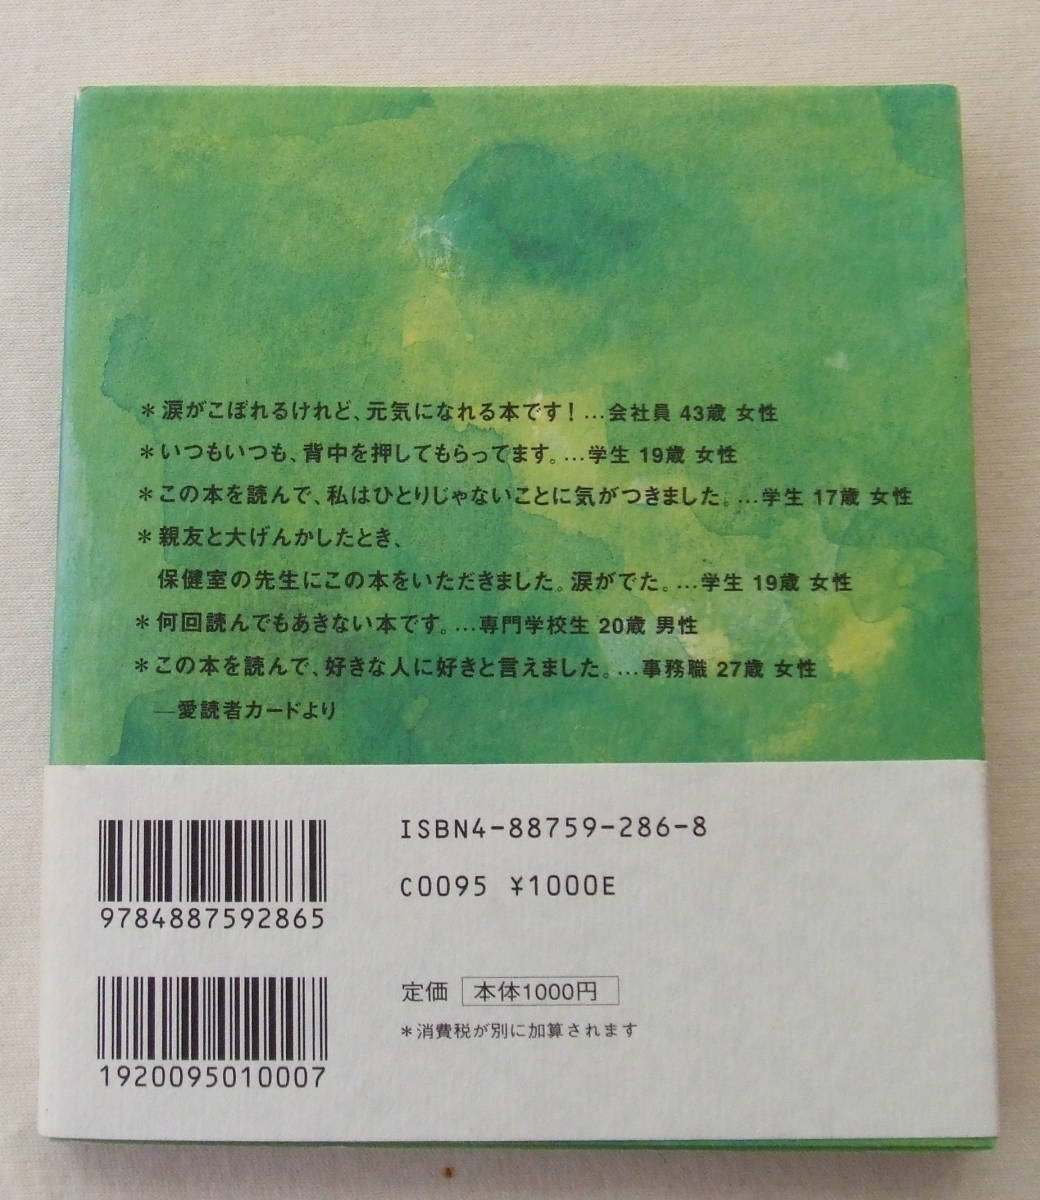 ＊涙がこぼれるけれど、元気になれる本です！…会社員 43歳 女性
＊いつもいつも、背中を押してもらってます。…学生 19歳 女性
＊この本を読んで、私はひとりじゃないことに気がつきました。…学生 17歳 女性
＊親友と大げんかしたとき、
保健室の先生にこの本をいただきました。涙がでた。…学生 19歳 女性
＊何回読んでもあきない本です。…専門学校生 20歳 男性
＊この本を読んで、好きな人に好きと言えました。…事務職 27歳 女性
―愛読者カードより
9784887592865
ISBN4-88759-286-8
C0095 ¥1000E
1920095010007
定価 本体1000円
＊消費税が別に加算されます